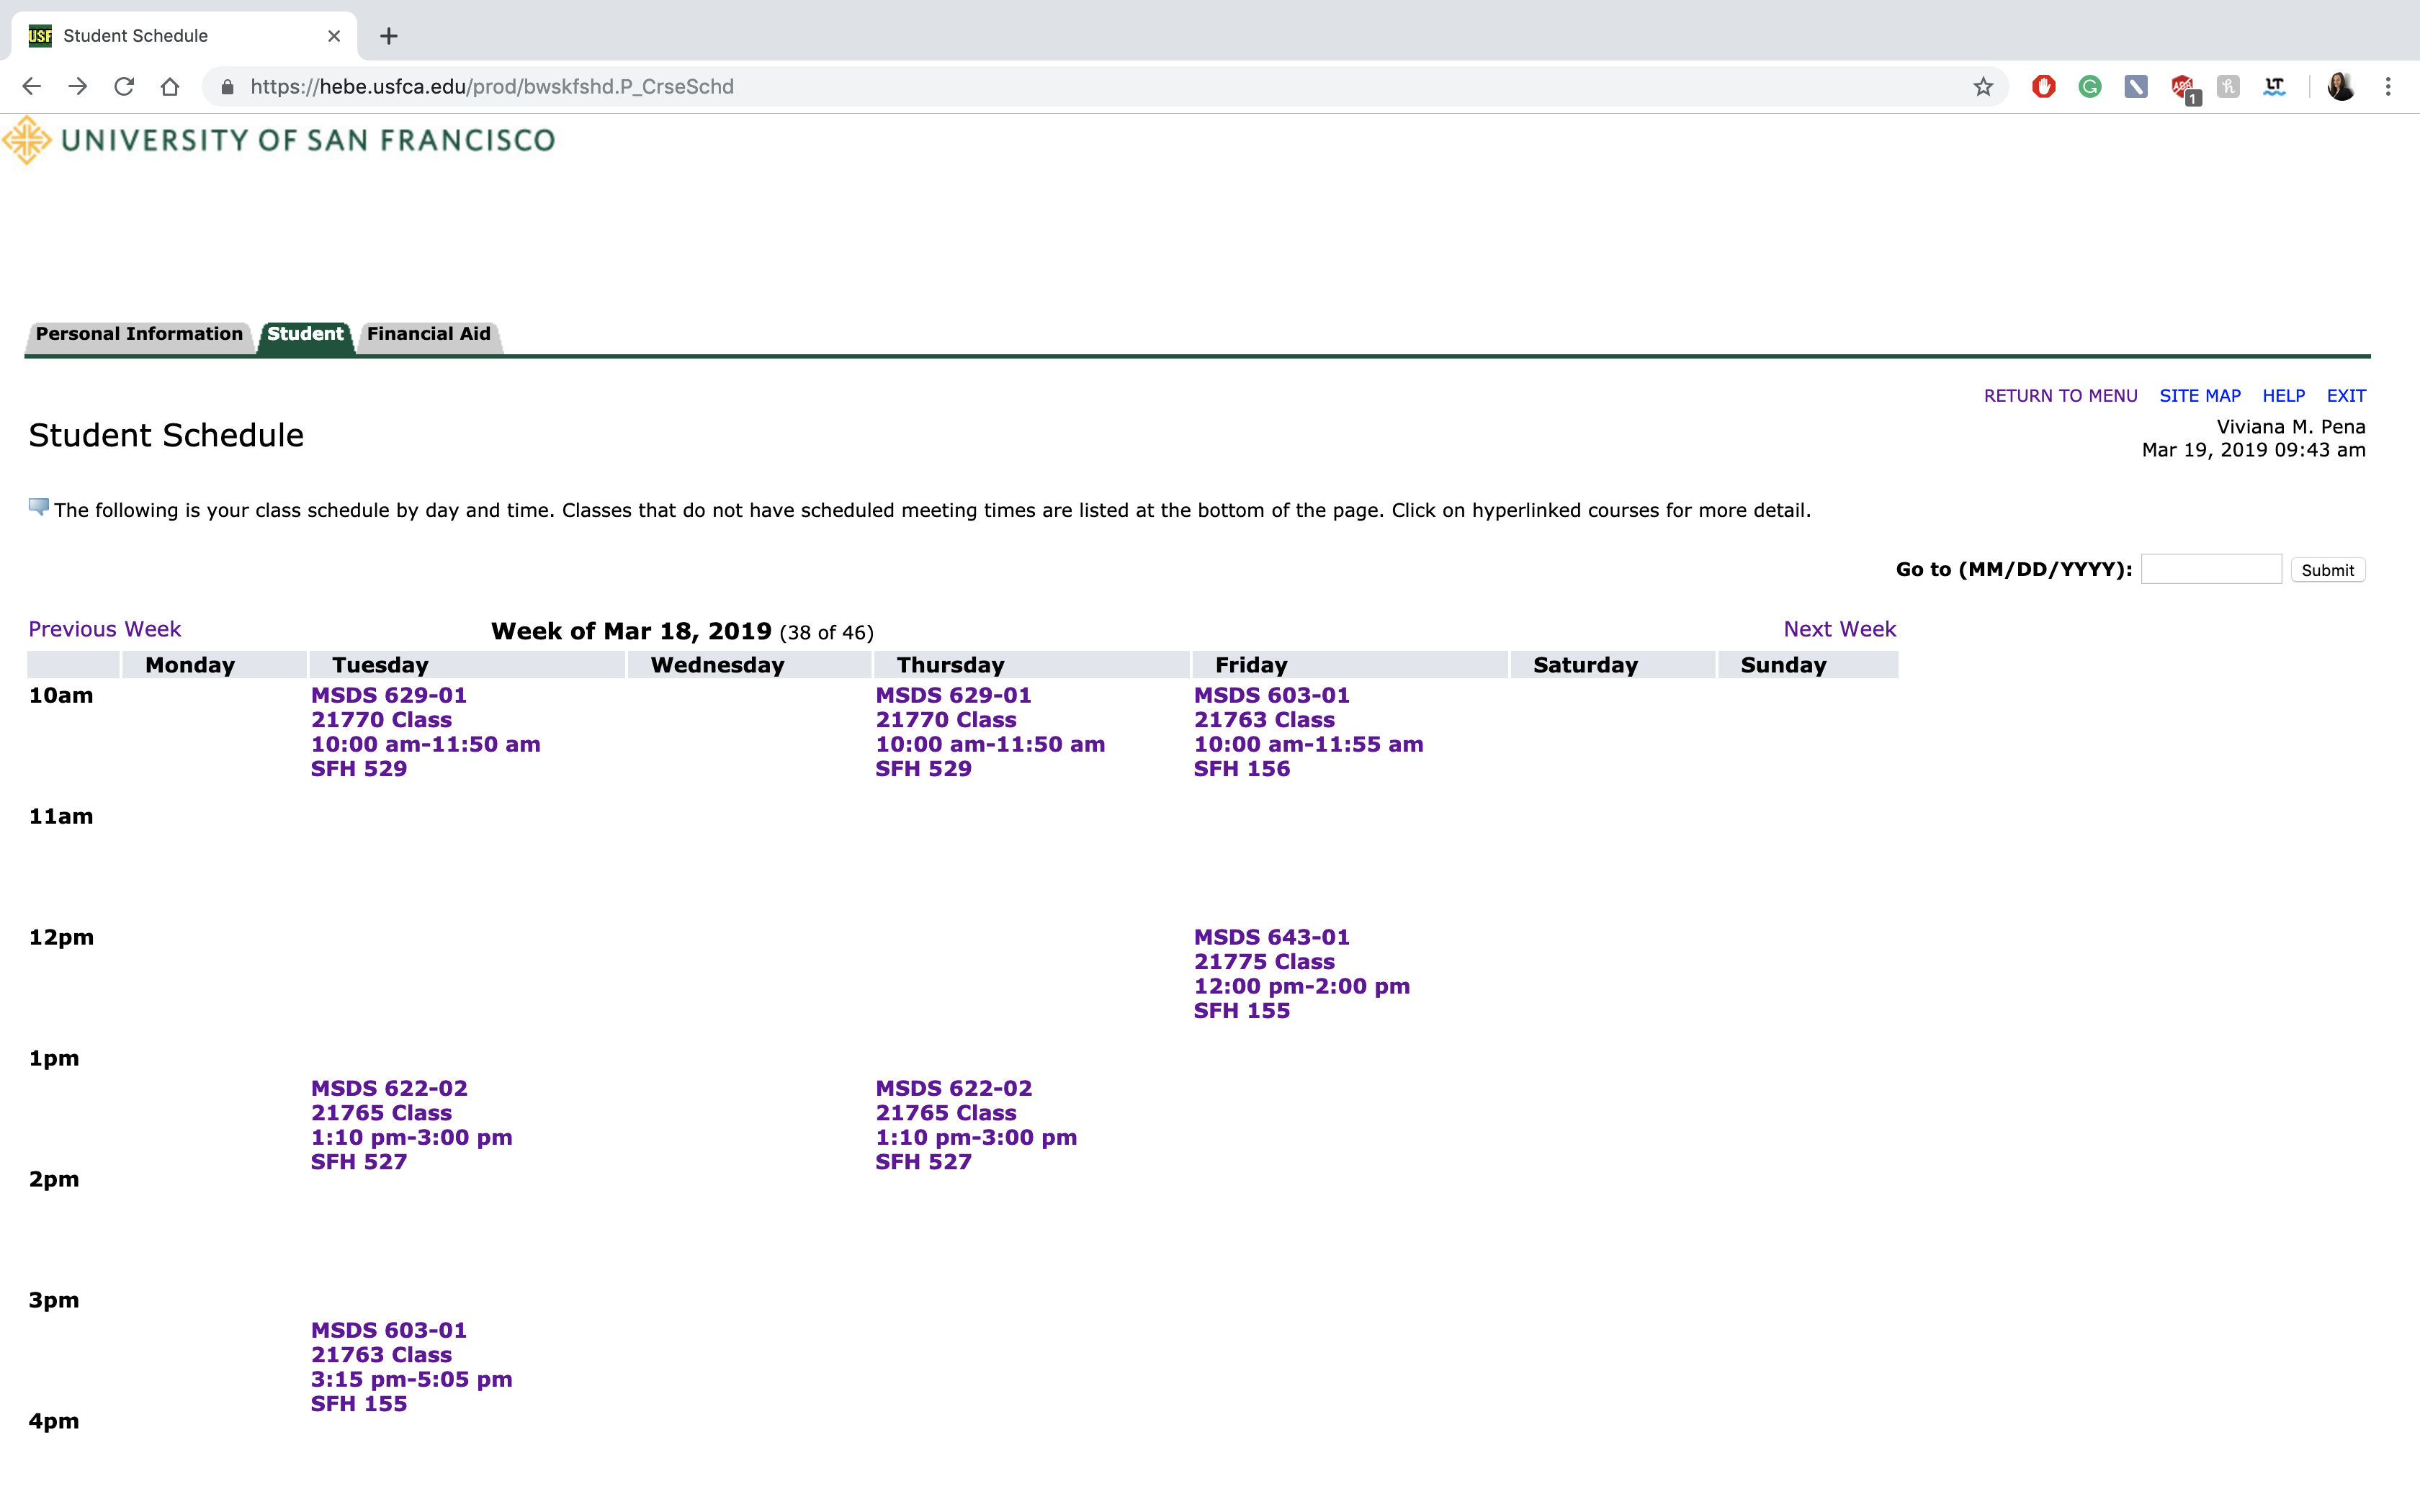 USF Student Schedule
https://hebe.usfca.edu/prod/bwskfshd.P_CrseSchd
1
UNIVERSITY OF SAN FRANCISCO
Personal Information Student Financial Aid
RETURN TO MENU SITE MAP HELP EXIT
Student Schedule
Viviana M. Pena
Mar 19, 2019 09:43 am
The following is your class schedule by day and time. Classes that do not have scheduled meeting times are listed at the bottom of the page. Click on hyperlinked courses for more detail.
Go to (MM/DD/YYYY): Submit
Previous Week Week of Mar 18, 2019 (38 of 46) Next Week
Monday Tuesday Wednesday Thursday Friday Saturday Sunday
10am MSDS 629-01 MSDS 629-01 MSDS 603-01
21770 Class 21770 Class 21763 Class
10:00 am-11:50 am 10:00 am-11:50 am 10:00 am-11:55 am
SFH 529 SFH 529 SFH 156
11am
12pm MSDS 643-01
21775 Class
12:00 pm-2:00 pm
SFH 155
1pm
MSDS 622-02 MSDS 622-02
21765 Class 21765 Class
1:10 pm-3:00 pm 1:10 pm-3:00 pm
SFH 527 SFH 527
2pm
3pm
MSDS 603-01
21763 Class
3:15 pm-5:05 pm
SFH 155
4pm